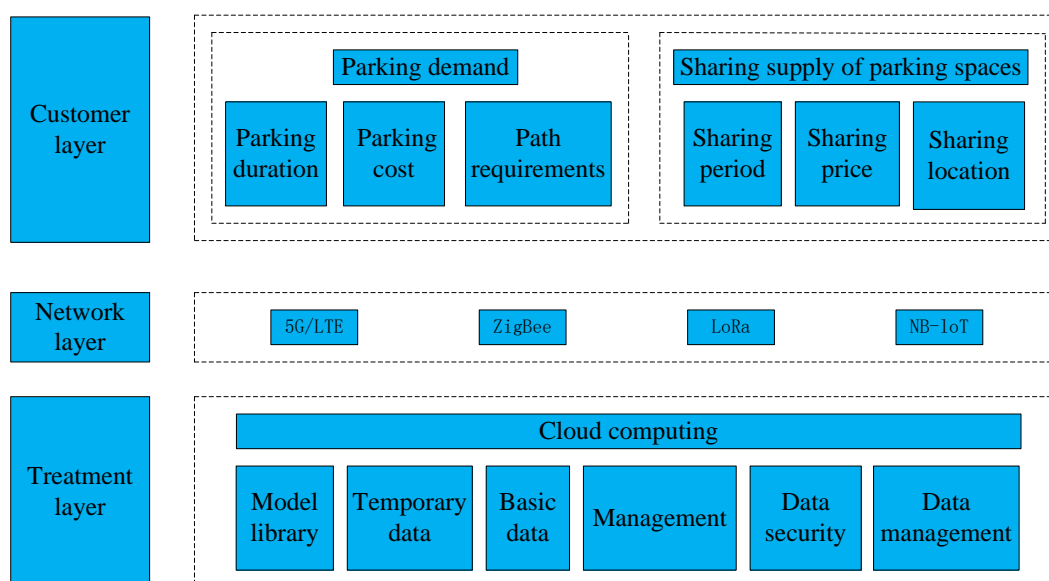 Customer
layer
Parking demand
Parking
duration
Parking
cost
Path
requirements
Sharing supply of parking spaces
Sharing
period
Sharing
price
Sharing
location
Network
layer
5G/LTE
ZigBee
LoRa
NB-loT
Treatment
layer
Cloud computing
Model
library
Temporary
data
Basic
data
Management
Data
security
Data
management